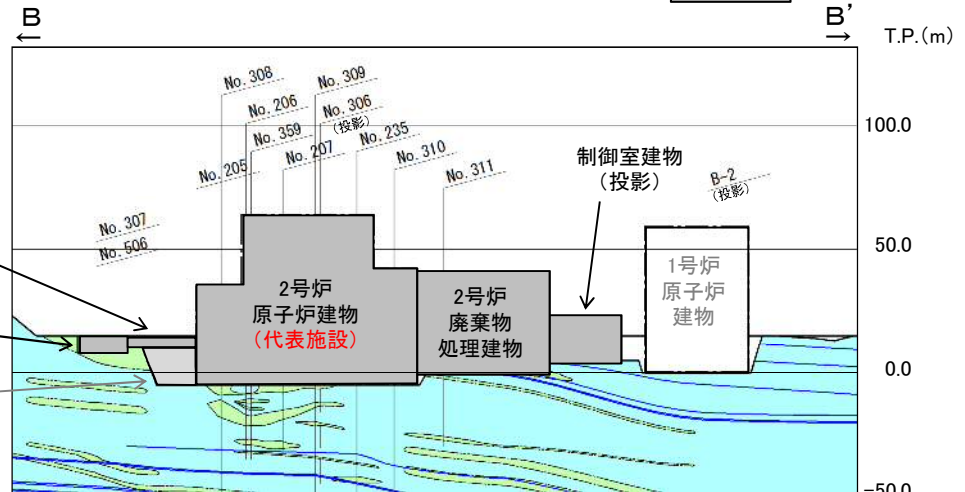 B
←
B'
→
T.P.(m)
No. 308
No. 309
No. 206
No. 306
(投影)
No. 359
No. 235
No. 205
No. 207
No. 310
No. 311
100.0
制御室建物
(投影)
B-2
(投影)
No. 307
No. 506
50.0
1号炉
原子炉
建物
2号炉
原子炉建物
(代表施設)
2号炉
廃棄物
処理建物
0.0
-50.0